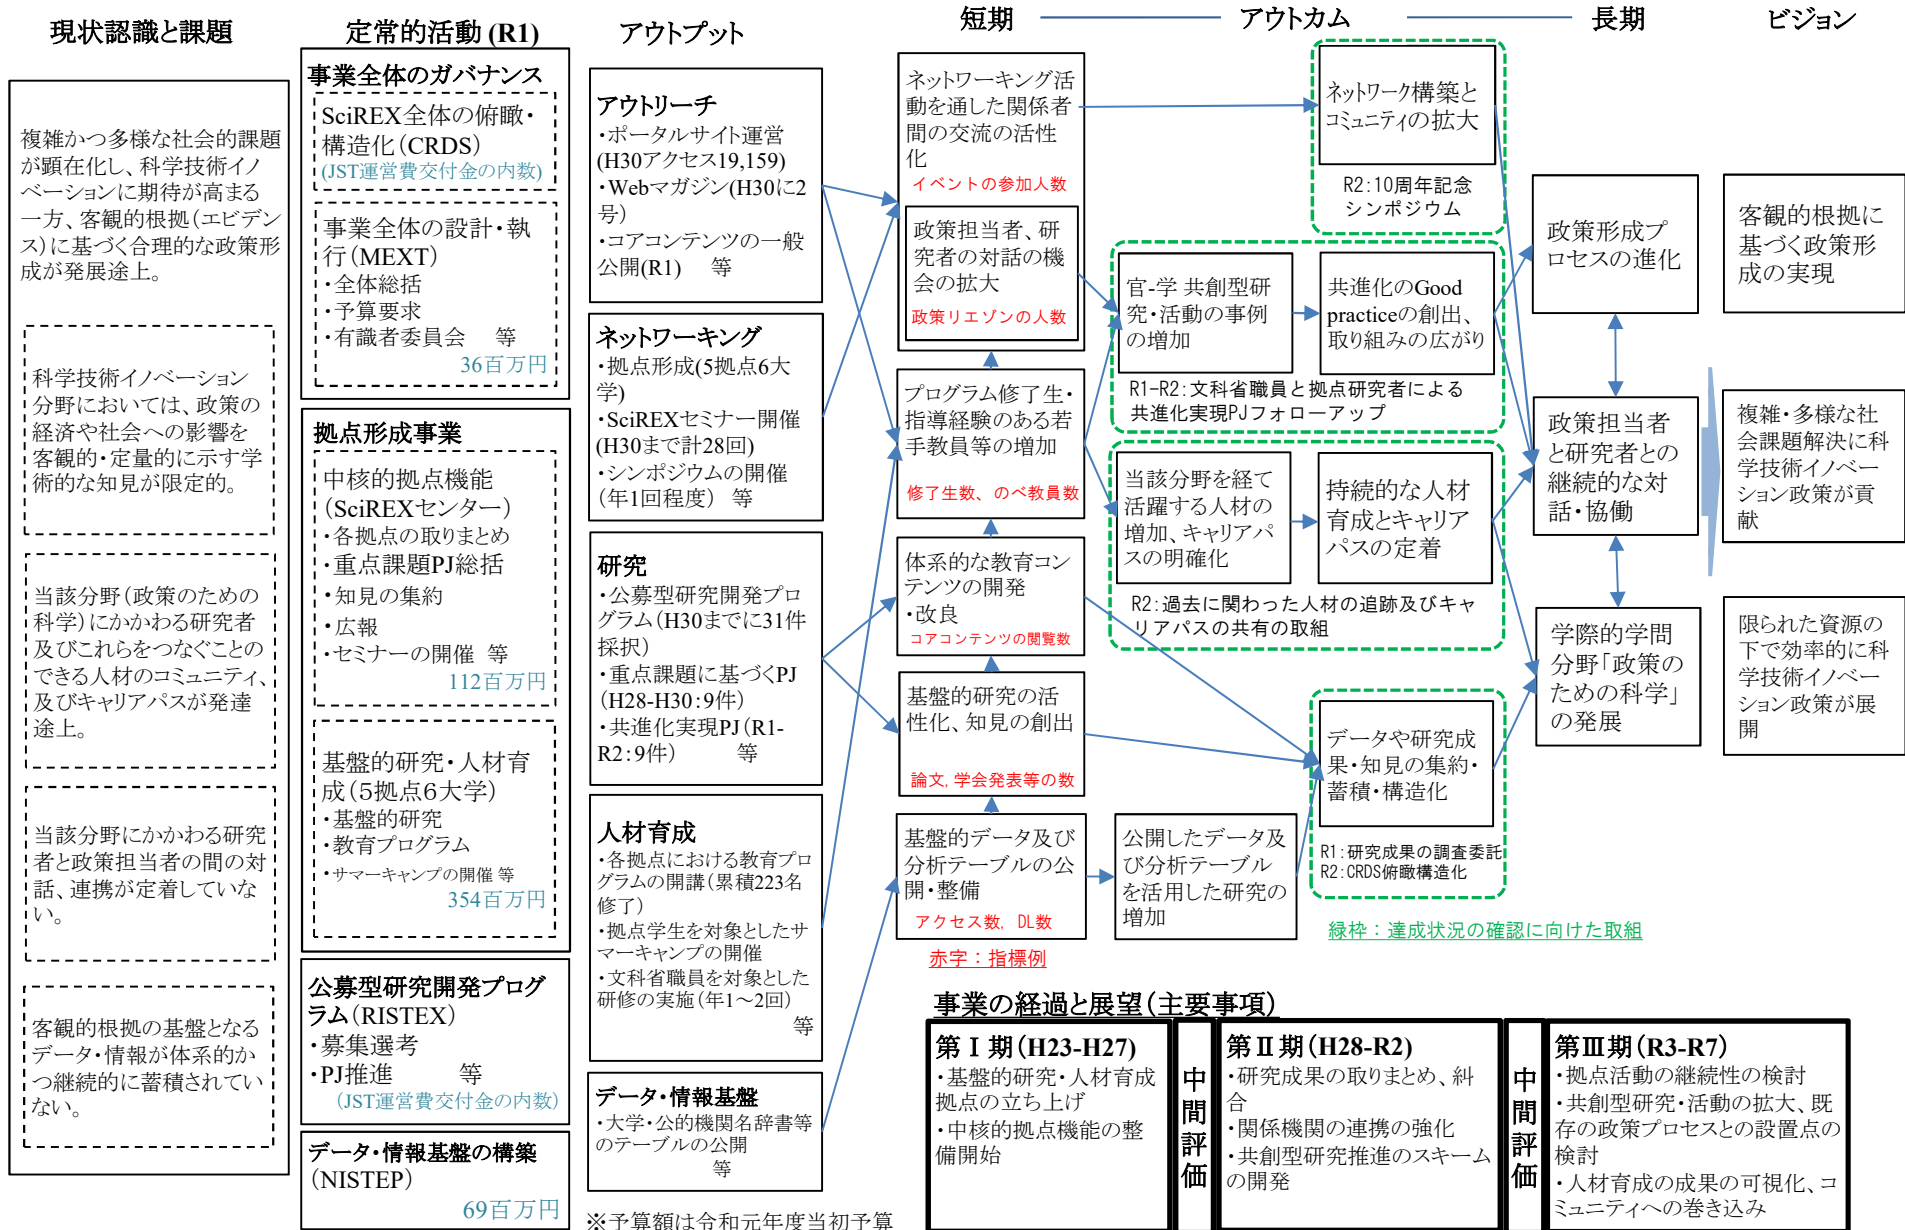 現状認識と課題
複雑かつ多様な社会的課題
が顕在化し、科学技術イノ
ベーションに期待が高まる
一方、客観的根拠(エビデン
ス)に基づく合理的な政策形
成が発展途上。
科学技術イノベーション
分野においては、政策の
経済や社会への影響を
客観的・定量的に示す学
術的な知見が限定的。
当該分野(政策のための
科学)にかかわる研究者
及びこれらをつなぐことの
できる人材のコミュニティ、
及びキャリアパスが発達
途上。
当該分野にかかわる研究
者と政策担当者の間の対
話、連携が定着していな
い。
客観的根拠の基盤となる
データ・情報が体系的か
つ継続的に蓄積されてい
ない。
定常的活動 (R1)
事業全体のガバナンス
SciREX全体の俯瞰・
構造化(CRDS)
(JST運営費交付金の内数)
事業全体の設計・執
行(MEXT)
・全体総括
・予算要求
・有識者委員会 等
36百万円
拠点形成事業
中核的拠点機能
(SciREXセンター)
・各拠点の取りまとめ
・重点課題PJ総括
・知見の集約
・広報
・セミナーの開催 等
112百万円
基盤的研究・人材育
成(5拠点6大学)
・基盤的研究
・教育プログラム
・サマーキャンプの開催 等
354百万円
公募型研究開発プログ
ラム(RISTEX)
・募集選考
・PJ推進 等
(JST運営費交付金の内数)
データ・情報基盤の構築
(NISTEP)
69百万円
アウトプット
アウトリーチ
・ポータルサイト運営
(H30アクセス19,159)
・Webマガジン(H30に2
号)
・コアコンテンツの一般
公開(R1) 等
ネットワーキング
・拠点形成(5拠点6大
学)
・SciREXセミナー開催
(H30まで計28回)
・シンポジウムの開催
(年1回程度) 等
研究
・公募型研究開発プロ
グラム(H30までに31件
採択)
・重点課題に基づくPJ
(H28-H30:9件)
・共進化実現PJ(R1-
R2:9件) 等
人材育成
・各拠点における教育プロ
グラムの開講(累積223名
修了)
・拠点学生を対象としたサ
マーキャンプの開催
・文科省職員を対象とした
研修の実施(年1~2回)
等
データ・情報基盤
・大学・公的機関名辞書等
のテーブルの公開
等
※予算額は令和元年度当初予算
短期 アウトカム 長期
ネットワーキング活
動を通した関係者
間の交流の活性
化
イベントの参加人数
政策担当者、研
究者の対話の機
会の拡大
政策リエゾンの人数
プログラム修了生・
指導経験のある若
手教員等の増加
修了生数、のべ教員数
体系的な教育コン
テンツの開発
・改良
コアコンテンツの閲覧数
基盤的研究の活
性化、知見の創出
論文,学会発表等の数
基盤的データ及び
分析テーブルの公
開・整備
アクセス数, DL数
赤字:指標例
ネットワーク構築と
コミュニティの拡大
R2:10周年記念
シンポジウム
官-学 共創型研
究・活動の事例
の増加
共進化のGood
practiceの創出、
取り組みの広がり
R1-R2:文科省職員と拠点研究者による
共進化実現PJフォローアップ
当該分野を経て
活躍する人材の
増加、キャリアパ
スの明確化
持続的な人材
育成とキャリア
パスの定着
R2:過去に関わった人材の追跡及びキャ
リアパスの共有の取組
公開したデータ及
び分析テーブル
を活用した研究の
増加
データや研究成
果・知見の集約・
蓄積・構造化
R1:研究成果の調査委託
R2:CRDS俯瞰構造化
緑枠:達成状況の確認に向けた取組
政策形成プ
ロセスの進化
政策担当者
と研究者との
継続的な対
話・協働
学際的学問
分野「政策の
ための科学」
の発展
ビジョン
客観的根拠に
基づく政策形
成の実現
複雑・多様な社
会課題解決に科
学技術イノベー
ション政策が貢
献
限られた資源の
下で効率的に科
学技術イノベー
ション政策が展
開
事業の経過と展望(主要事項)
第Ⅰ期(H23-H27)
・基盤的研究・人材育成
拠点の立ち上げ
・中核的拠点機能の整
備開始
中間評価
第Ⅱ期(H28-R2)
・研究成果の取りまとめ、糾
合
・関係機関の連携の強化
・共創型研究推進のスキーム
の開発
中間評価
第Ⅲ期(R3-R7)
・拠点活動の継続性の検討
・共創型研究・活動の拡大、既
存の政策プロセスとの設置点の
検討
・人材育成の成果の可視化、コ
ミュニティへの巻き込み